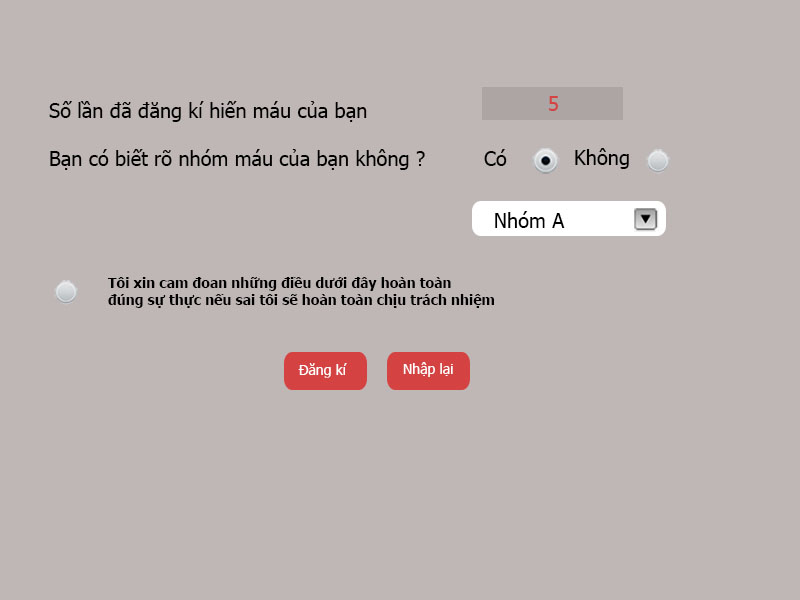 Số lần đã đăng kí hiến máu của bạn 5
Bạn có biết rõ nhóm máu của bạn không ? Có Không
Nhóm A
Tôi xin cam đoan những điều dưới đây hoàn toàn
đúng sự thực nếu sai tôi sẽ hoàn toàn chịu trách nhiệm
Đăng kí Nhập lại